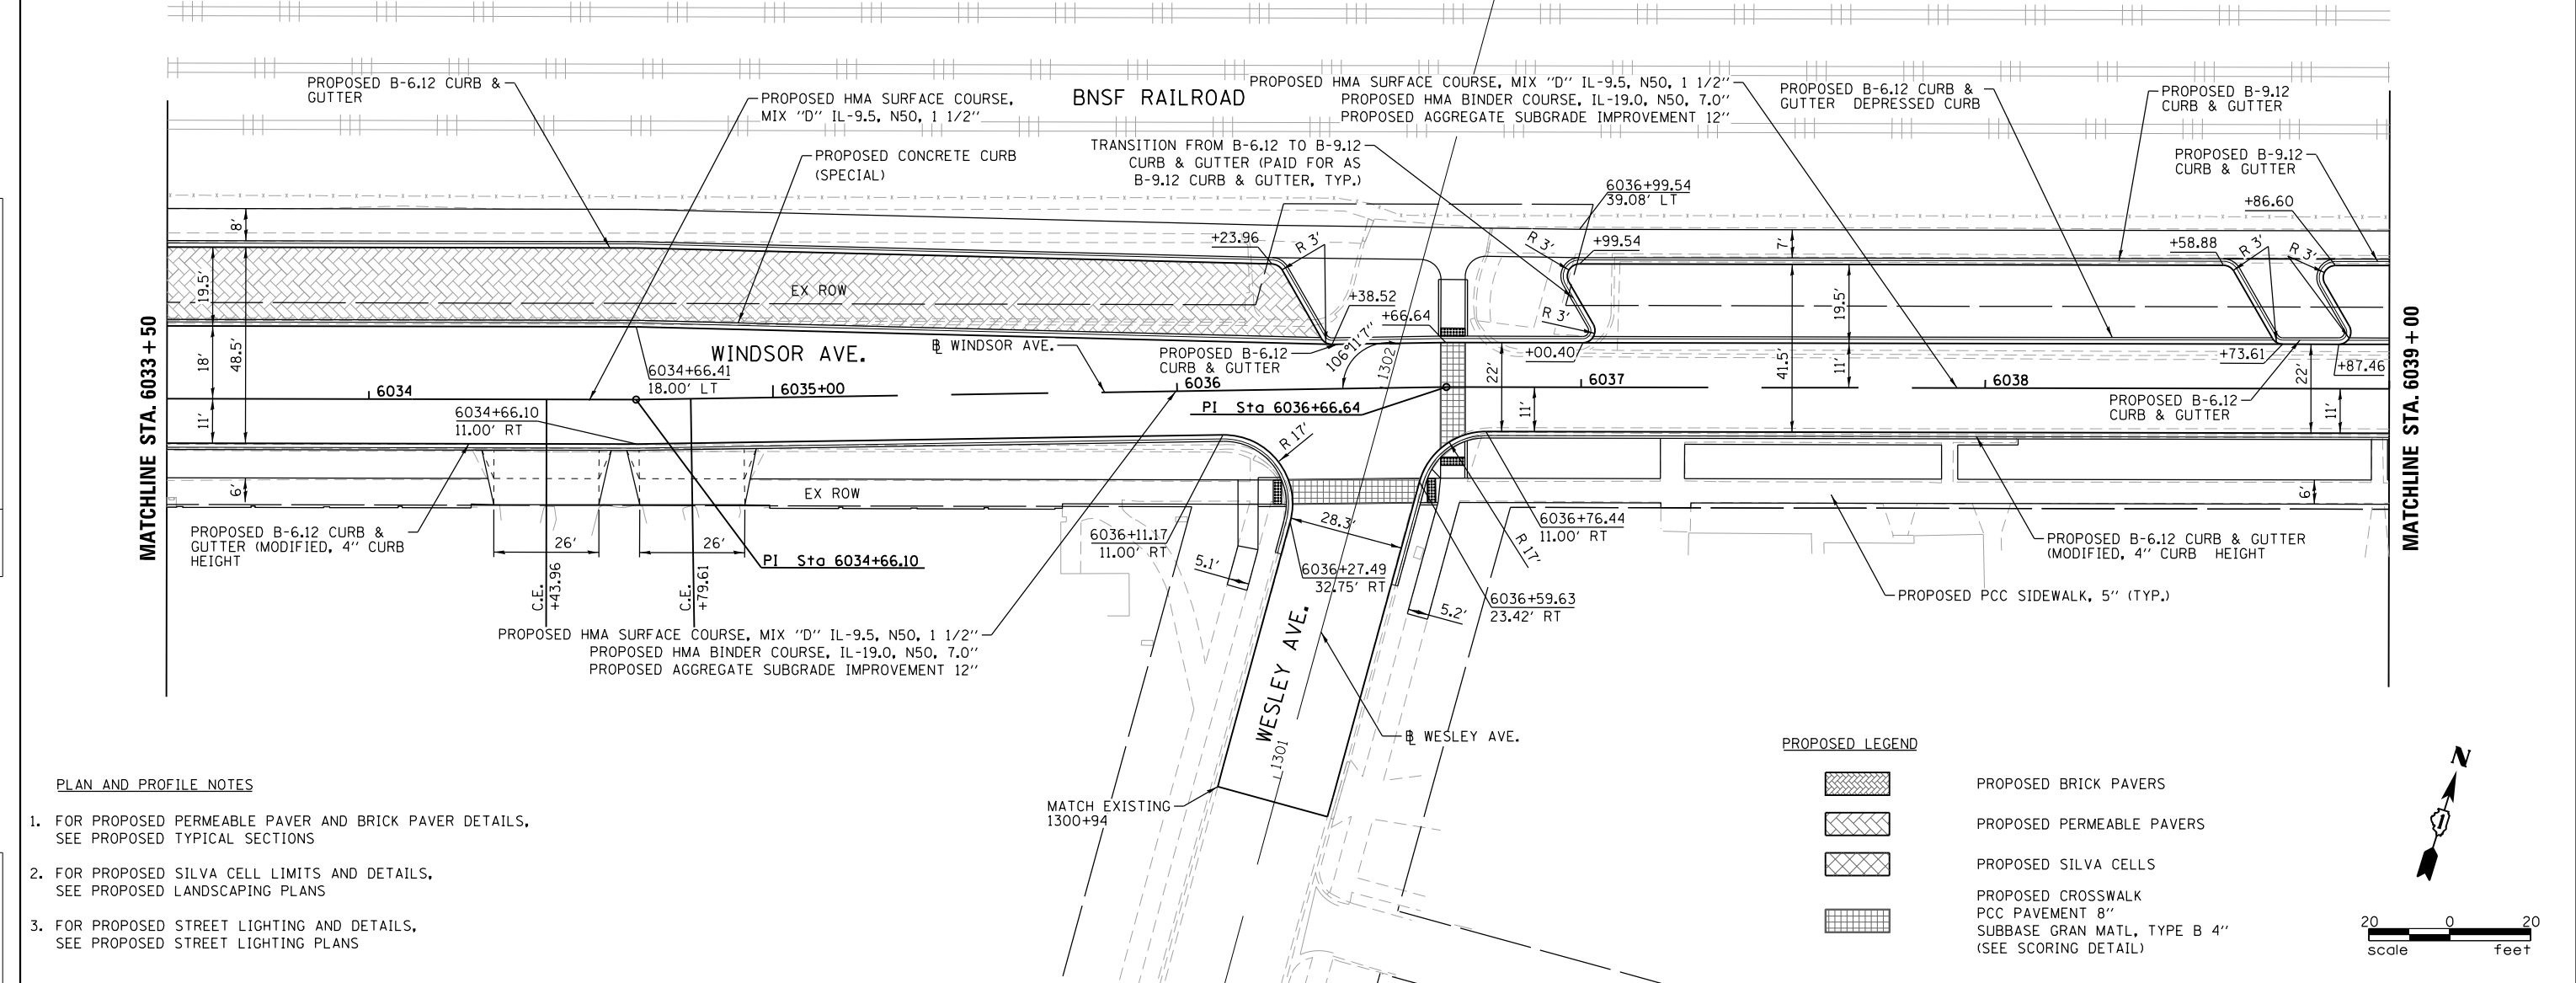 PROPOSED B-6.12 CURB &
GUTTER
PROPOSED HMA SURFACE COURSE,
MIX "D" IL-9.5, N50, 1 1/2"
BNSF RAILROAD
PROPOSED HMA SURFACE COURSE, MIX "D" IL-9.5, N50, 1 1/2"
PROPOSED HMA BINDER COURSE, IL-19.0, N50, 7.0"
PROPOSED AGGREGATE SUBGRADE IMPROVEMENT 12"
PROPOSED B-6.12 CURB &
GUTTER DEPRESSED CURB
PROPOSED B-9.12
CURB & GUTTER
PROPOSED CONCRETE CURB
(SPECIAL)
TRANSITION FROM B-6.12 TO B-9.12
CURB & GUTTER (PAID FOR AS
B-9.12 CURB & GUTTER, TYP.)
PROPOSED B-9.12
CURB & GUTTER
6036+99.54
39.08' LT
+86.60
8'
+23.96
R 3'
R 3'
+99.54
7'
+58.88
R 3'
R 3'
19.5'
EX ROW
+38.52
+66.64
R 3'
19.5'
MATCHLINE STA. 6033+50
18'
48.5'
WINDSOR AVE.
℄ WINDSOR AVE.
PROPOSED B-6.12
CURB & GUTTER
106°11'17"
1302
+00.40
22'
41.5'
11'
+73.61
22'
+87.46
MATCHLINE STA. 6039+00
6034+66.41
18.00' LT
6034
6035+00
6036
6037
6038
PI Sta 6036+66.64
11'
6034+66.10
11.00' RT
11'
PROPOSED B-6.12
CURB & GUTTER
11'
R 17'
6'
EX ROW
6'
PROPOSED B-6.12 CURB &
GUTTER (MODIFIED, 4" CURB
HEIGHT
26'
26'
C.E.
+43.96
C.E.
+79.61
PI Sta 6034+66.10
6036+11.17
11.00' RT
28.3'
6036+76.44
11.00' RT
R 17'
PROPOSED B-6.12 CURB & GUTTER
(MODIFIED, 4" CURB HEIGHT
5.1'
6036+27.49
32.75' RT
6036+59.63
23.42' RT
5.2'
PROPOSED PCC SIDEWALK, 5" (TYP.)
PROPOSED HMA SURFACE COURSE, MIX "D" IL-9.5, N50, 1 1/2"
PROPOSED HMA BINDER COURSE, IL-19.0, N50, 7.0"
PROPOSED AGGREGATE SUBGRADE IMPROVEMENT 12"
WESLEY AVE.
1301
℄ WESLEY AVE.
MATCH EXISTING
1300+94
PLAN AND PROFILE NOTES
1. FOR PROPOSED PERMEABLE PAVER AND BRICK PAVER DETAILS,
SEE PROPOSED TYPICAL SECTIONS
2. FOR PROPOSED SILVA CELL LIMITS AND DETAILS,
SEE PROPOSED LANDSCAPING PLANS
3. FOR PROPOSED STREET LIGHTING AND DETAILS,
SEE PROPOSED STREET LIGHTING PLANS
PROPOSED LEGEND
PROPOSED BRICK PAVERS
PROPOSED PERMEABLE PAVERS
PROPOSED SILVA CELLS
PROPOSED CROSSWALK
PCC PAVEMENT 8"
SUBBASE GRAN MATL, TYPE B 4"
(SEE SCORING DETAIL)
N
1
20 0 20
scale feet